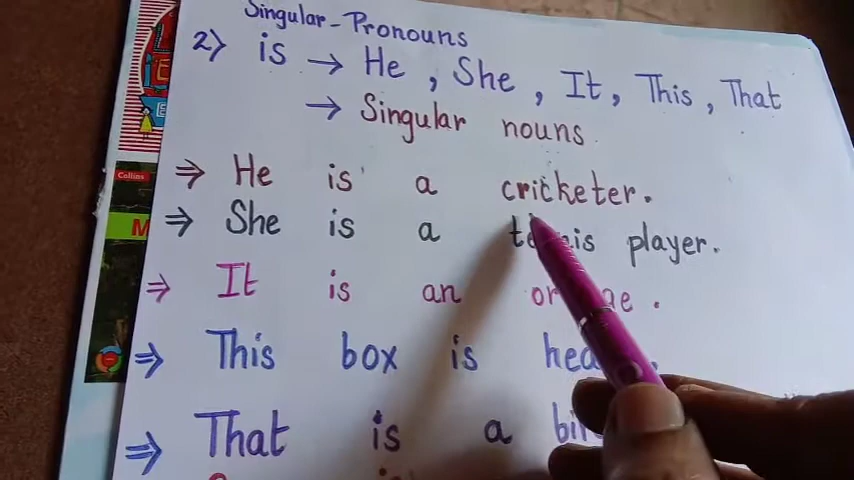 Singular-Pronouns
2) is → He, She, It, This, That
→ Singular nouns
⇒ He is a cricketer.
⇒ She is a player.
⇒ It is an .
⇒ This box is
⇒ That is a
is
Collins